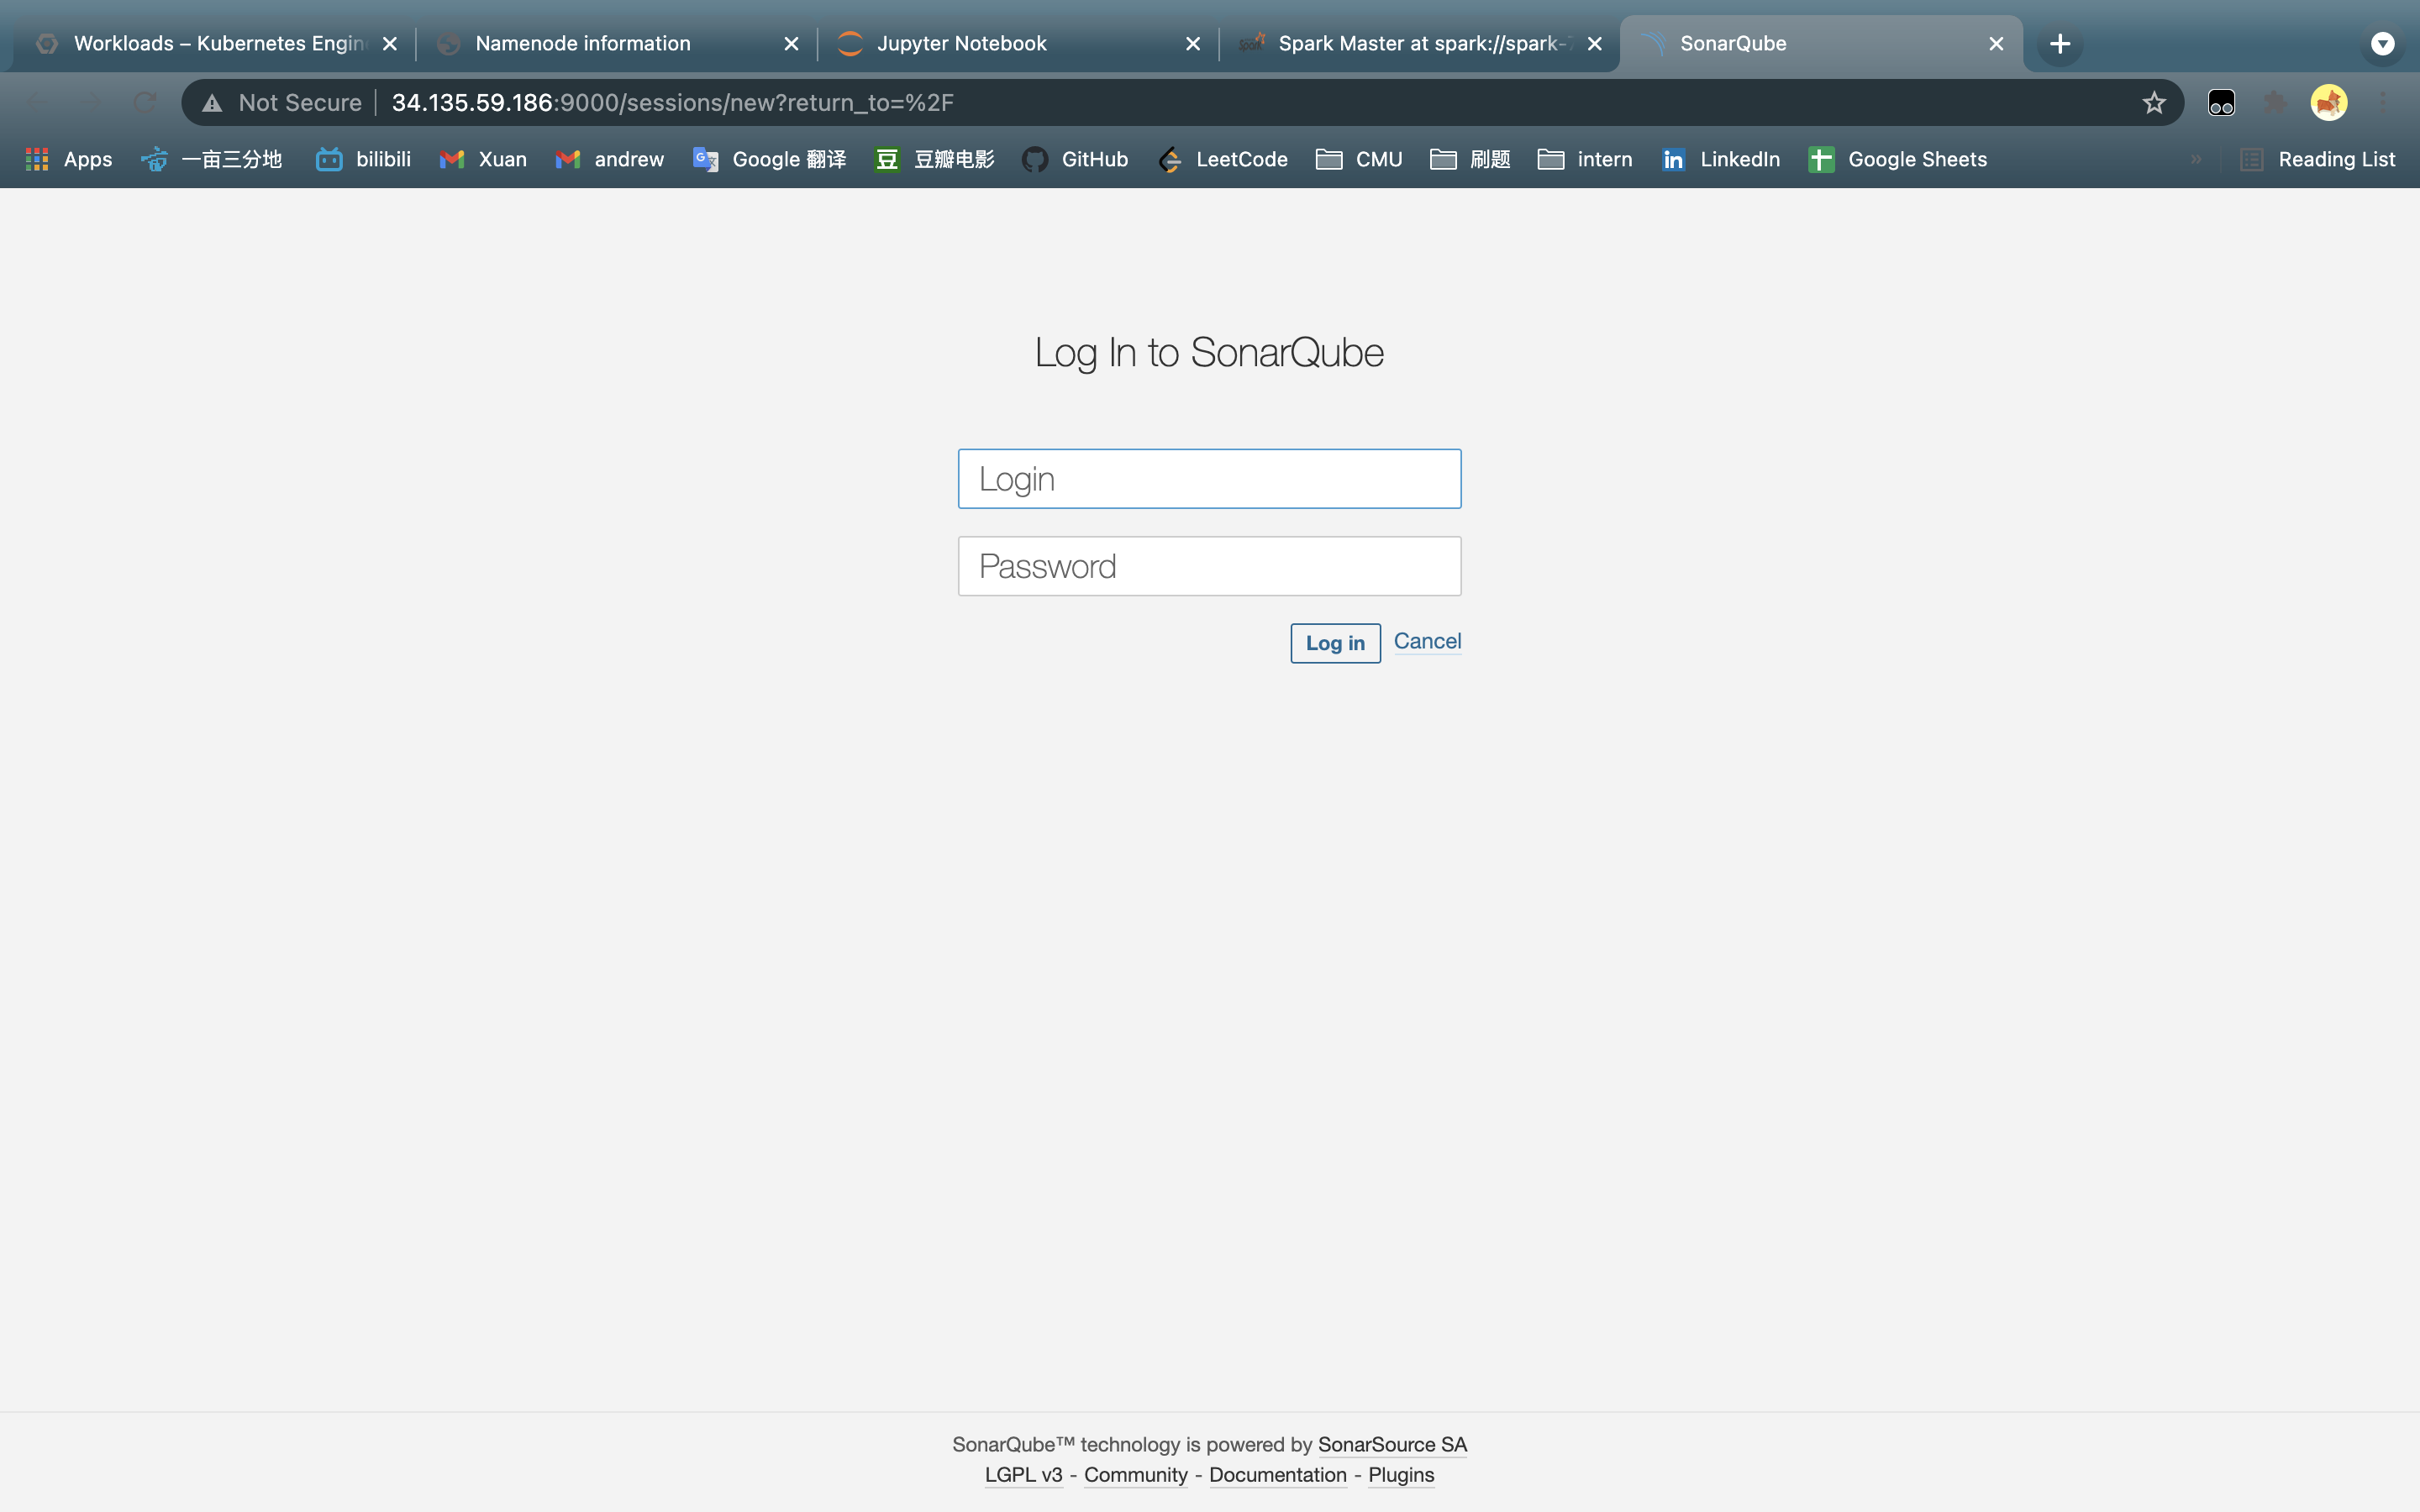 Workloads – Kubernetes Engin
Namenode information
Jupyter Notebook
Spark Master at spark://spark-7
SonarQube
Not Secure | 34.135.59.186:9000/sessions/new?return_to=%2F
Apps 一亩三分地 bilibili Xuan andrew Google 翻译 豆瓣电影 GitHub LeetCode CMU 刷题 intern LinkedIn Google Sheets » Reading List
Log In to SonarQube
Login
Password
Log in Cancel
SonarQube™ technology is powered by SonarSource SA
LGPL v3 - Community - Documentation - Plugins